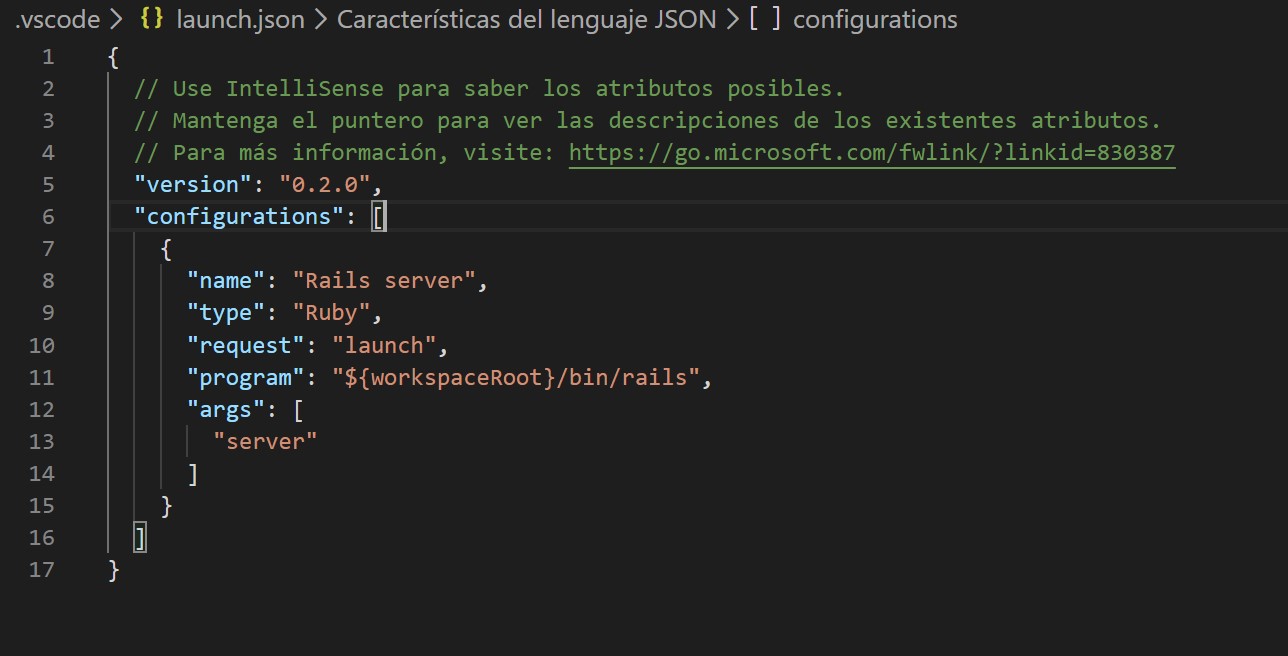 .vscode > {} launch.json > Características del lenguaje JSON > [ ] configurations
1 {
2 // Use IntelliSense para saber los atributos posibles.
3 // Mantenga el puntero para ver las descripciones de los existentes atributos.
4 // Para más información, visite: https://go.microsoft.com/fwlink/?linkid=830387
5 "version": "0.2.0",
6 "configurations": [
7 {
8 "name": "Rails server",
9 "type": "Ruby",
10 "request": "launch",
11 "program": "${workspaceRoot}/bin/rails",
12 "args": [
13 "server"
14 ]
15 }
16 ]
17 }